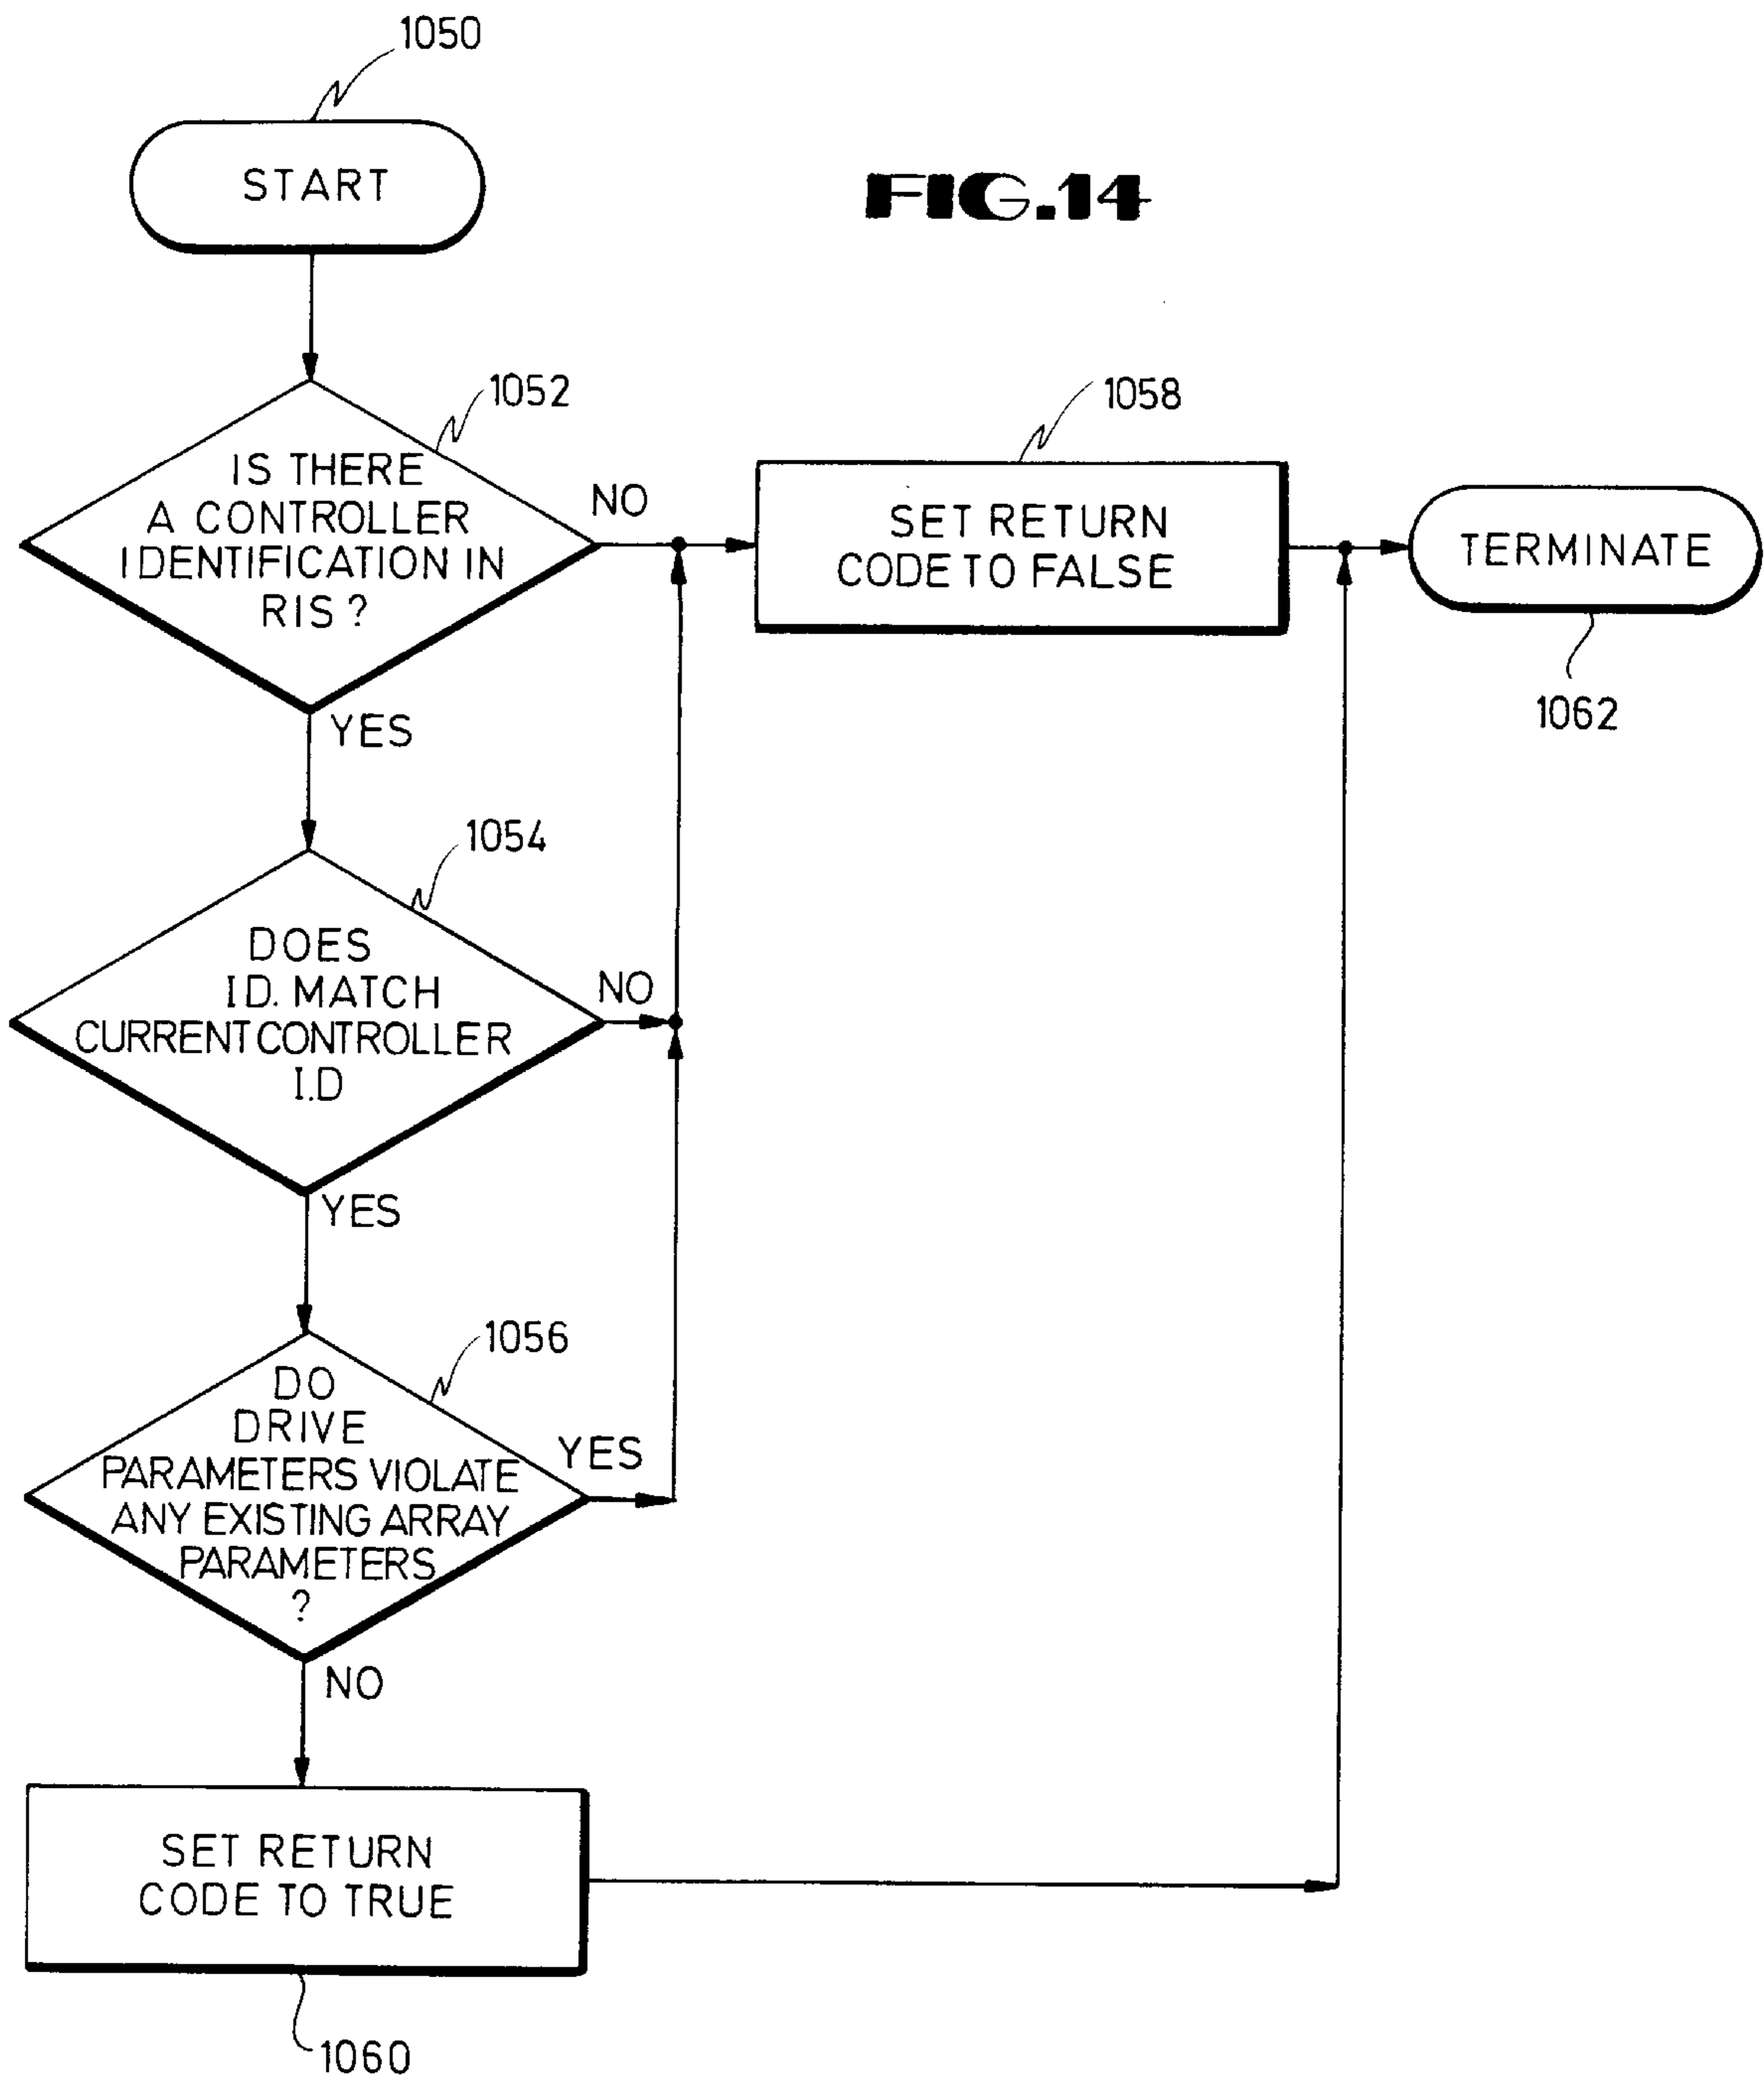 1050
START
FIG.14
1052
IS THERE
A CONTROLLER
IDENTIFICATION IN
RIS ?
NO
YES
1058
SET RETURN
CODE TO FALSE
TERMINATE
1062
1054
DOES
I.D. MATCH
CURRENT CONTROLLER
I.D
NO
YES
1056
DO
DRIVE
PARAMETERS VIOLATE
ANY EXISTING ARRAY
PARAMETERS
?
YES
NO
SET RETURN
CODE TO TRUE
1060